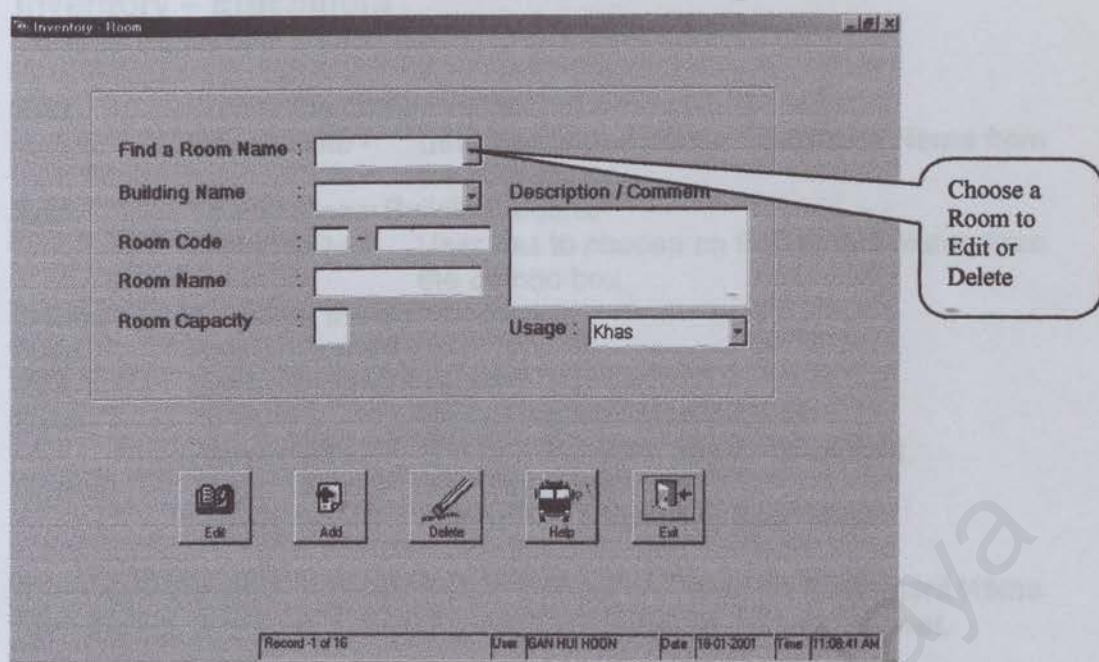 Inventory - Room
Find a Room Name :
Building Name :
Room Code : -
Room Name :
Room Capacity :
Description / Comment
Usage : Khas
Choose a
Room to
Edit or
Delete
Edit
Add
Delete
Help
Exit
Record -1 of 16
User GAN HUI HOON
Date 18-01-2001
Time 11:08:41 AM
aya